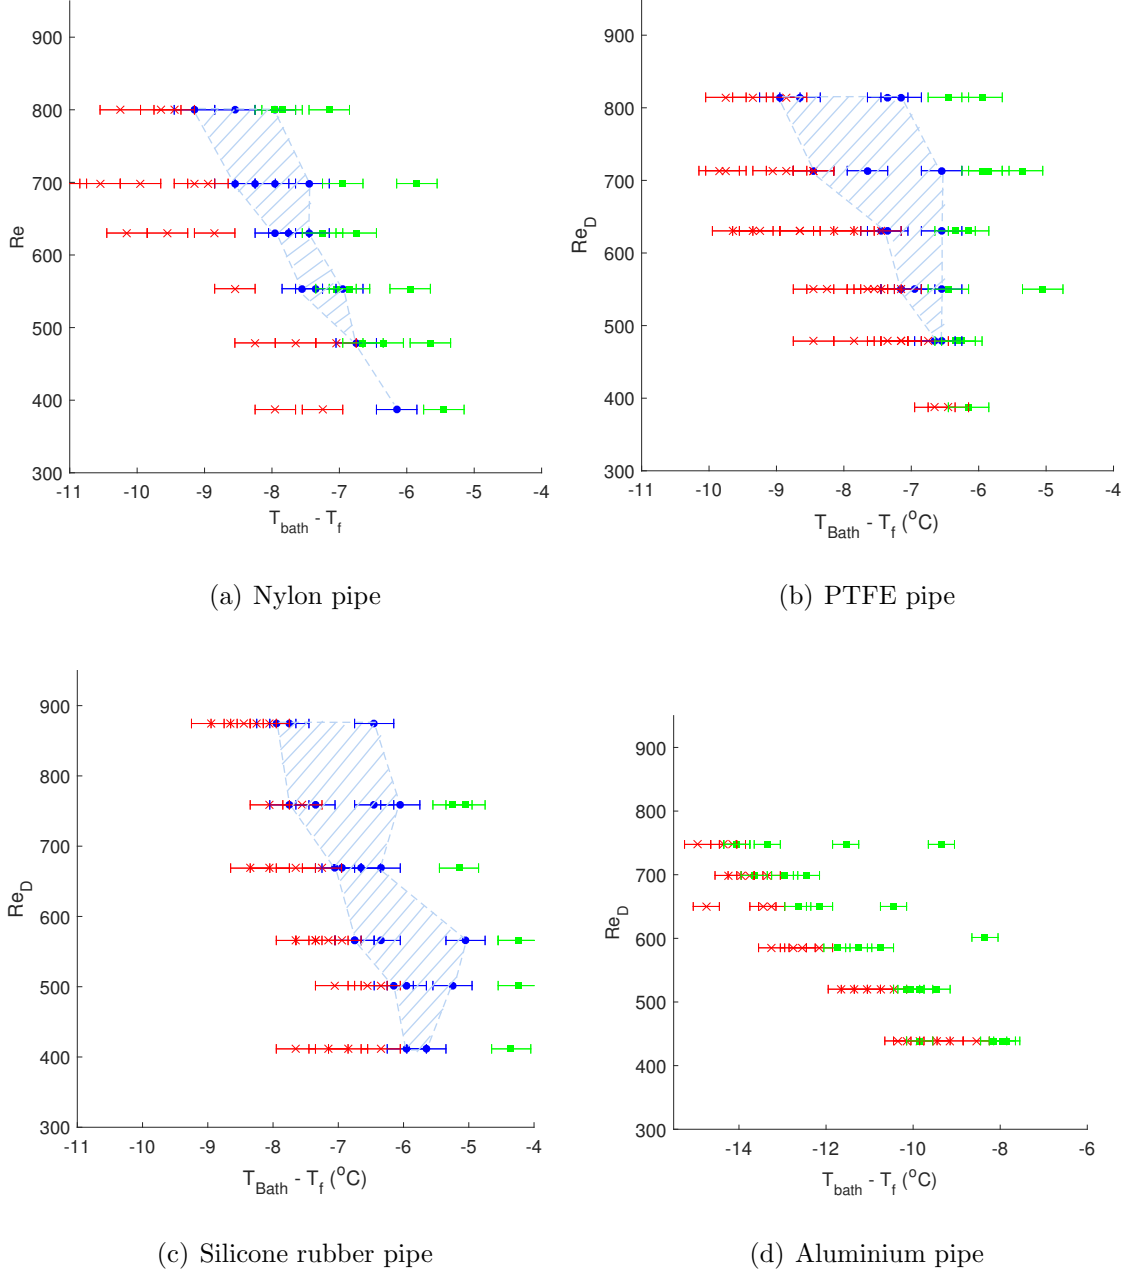 900
800
700
600
500
400
300
-11 -10 -9 -8 -7 -6 -5 -4
Re
T_bath - T_f
(a) Nylon pipe
900
800
700
600
500
400
300
-11 -10 -9 -8 -7 -6 -5 -4
Re_D
T_Bath - T_f (°C)
(b) PTFE pipe
900
800
700
600
500
400
300
-11 -10 -9 -8 -7 -6 -5 -4
Re_D
T_Bath - T_f (°C)
(c) Silicone rubber pipe
900
800
700
600
500
400
300
-14 -12 -10 -8 -6
Re_D
T_bath - T_f (°C)
(d) Aluminium pipe